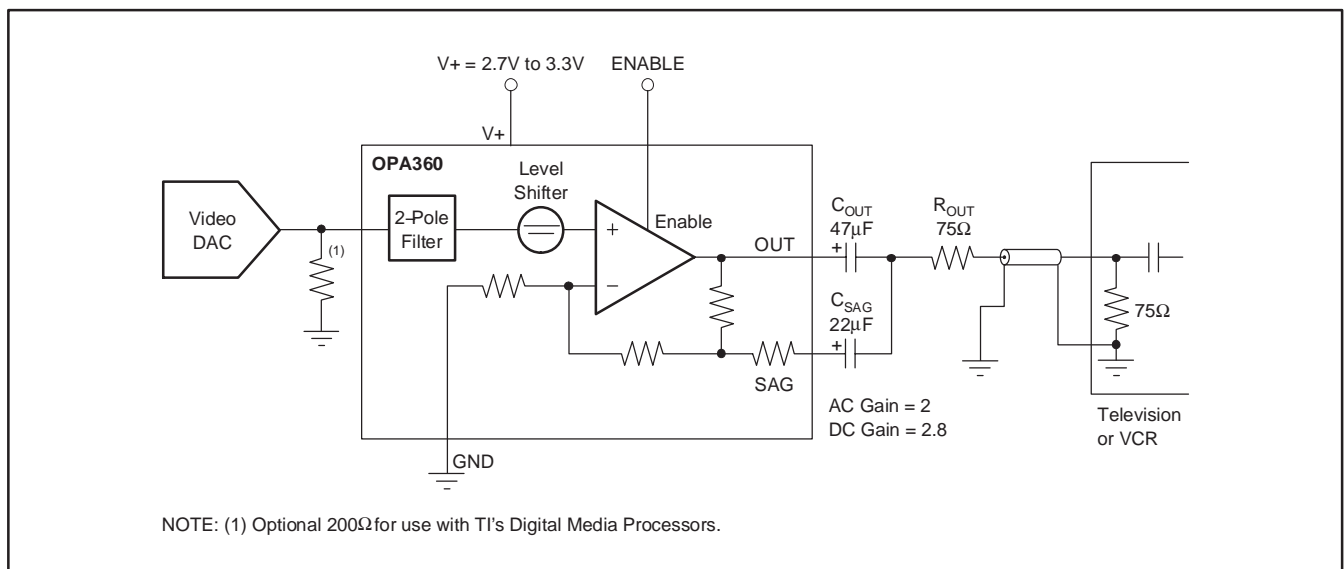 V+ = 2.7V to 3.3V
ENABLE
V+
OPA360
Level
Shifter
Video
DAC
(1)
2–Pole
Filter
+
−
Enable
OUT
C_OUT
47μF
+
R_OUT
75Ω
C_SAG
22μF
+
SAG
75Ω
AC Gain = 2
DC Gain = 2.8
Television
or VCR
GND
NOTE: (1) Optional 200Ω for use with TI's Digital Media Processors.